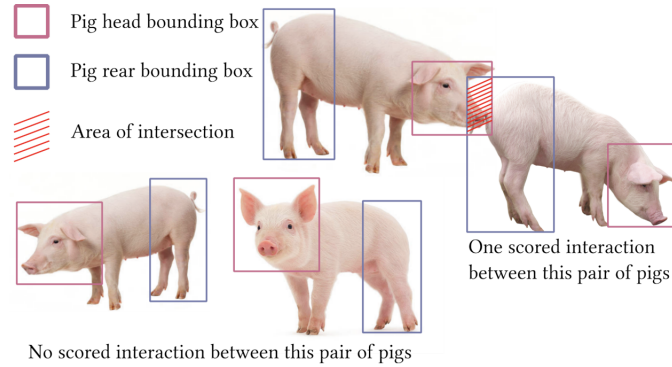 Pig head bounding box
Pig rear bounding box
Area of intersection
One scored interaction
between this pair of pigs
No scored interaction between this pair of pigs